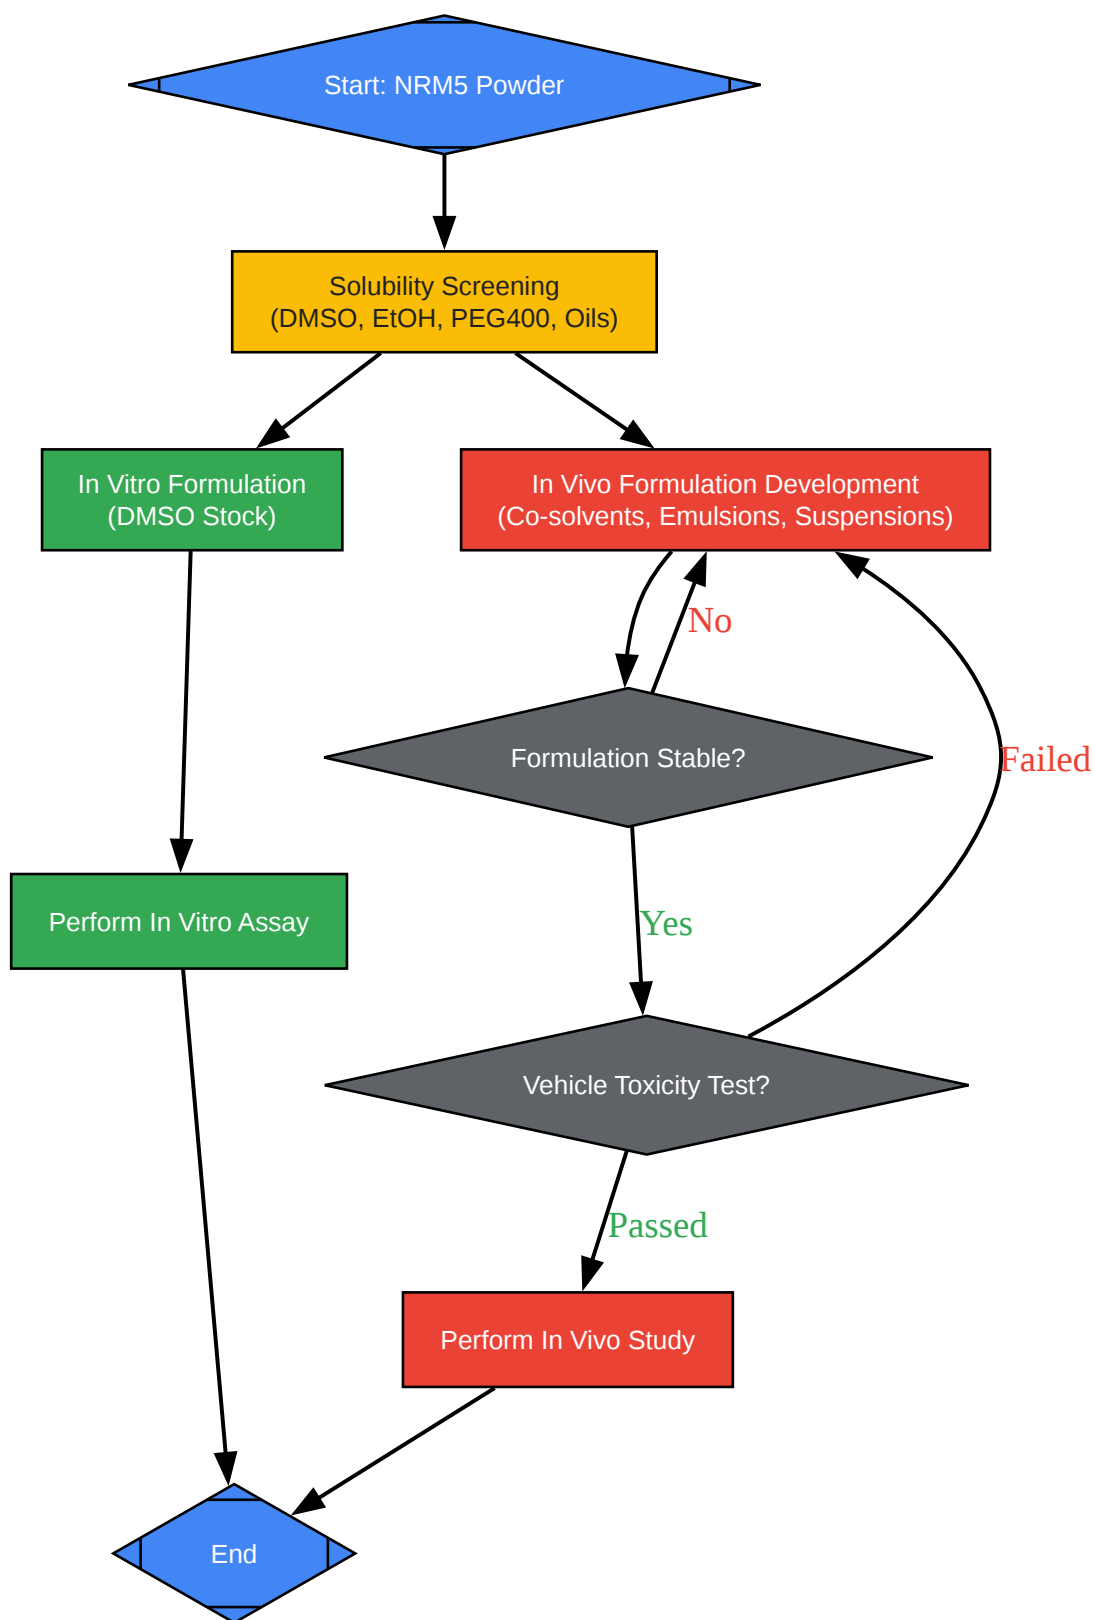 Start: NRM5 Powder
Solubility Screening
(DMSO, EtOH, PEG400, Oils)
In Vitro Formulation
(DMSO Stock)
In Vivo Formulation Development
(Co-solvents, Emulsions, Suspensions)
No
Formulation Stable?
Failed
Perform In Vitro Assay
Yes
Vehicle Toxicity Test?
Passed
Perform In Vivo Study
End